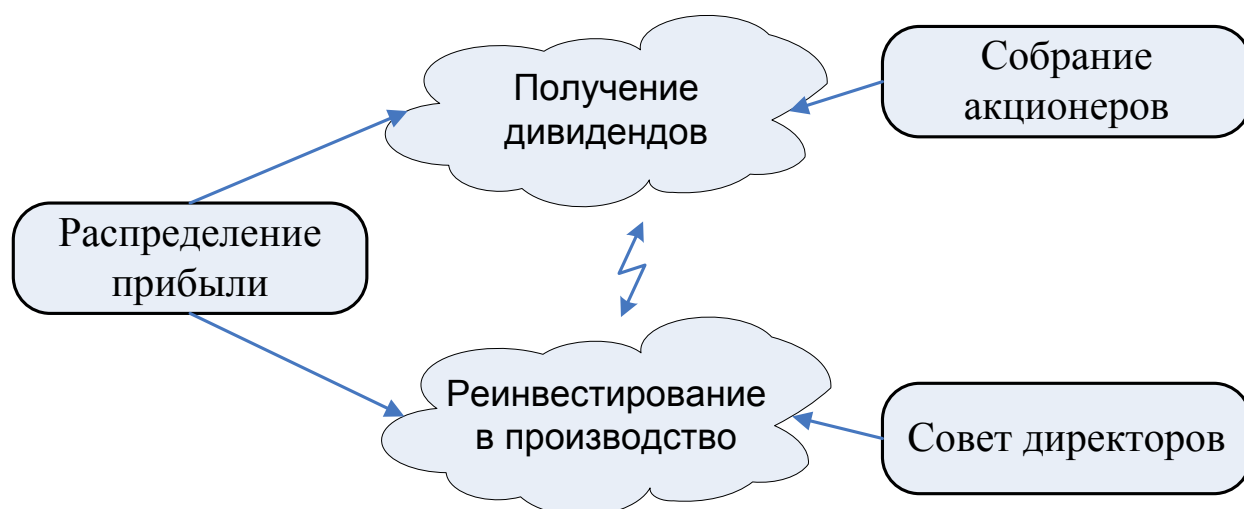 Получение
дивидендов
Собрание
акционеров
Распределение
прибыли
Реинвестирование
в производство
Совет директоров